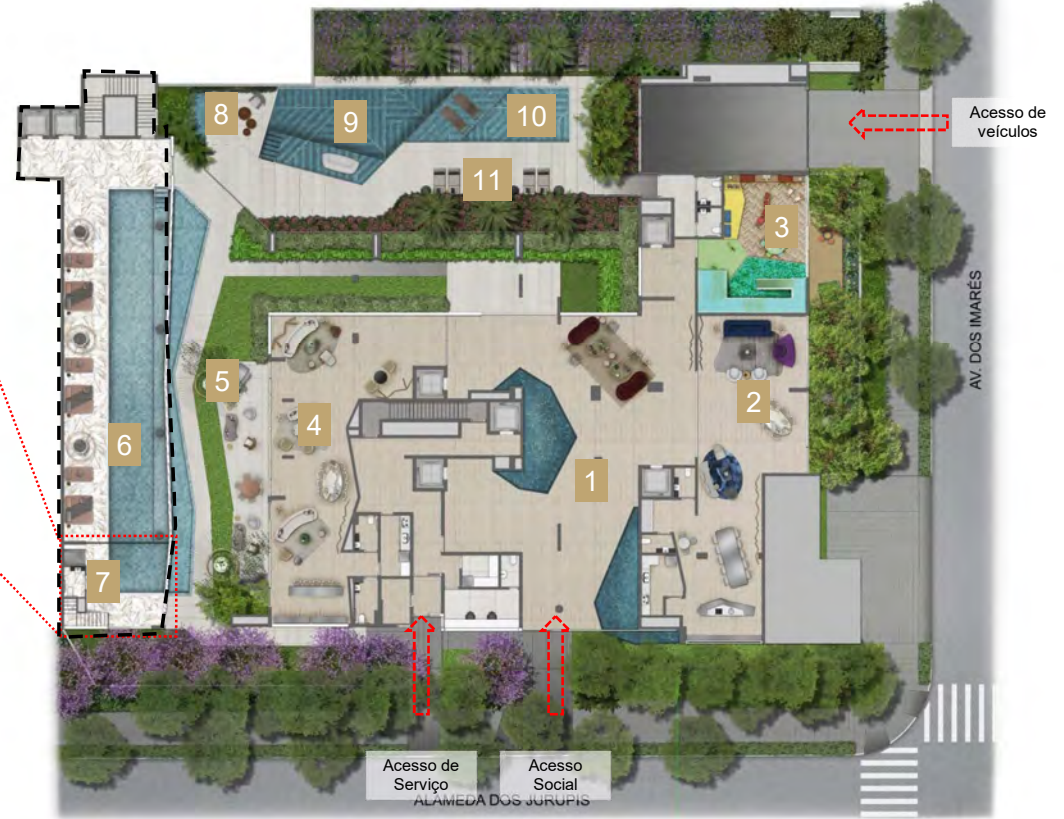 8
9
10
Acesso de
veículos
11
3
AV. DOS IMARÉS
5
2
4
6
1
7
Acesso de
Serviço
Acesso
Social
ALAMEDA DOS JURUPIS